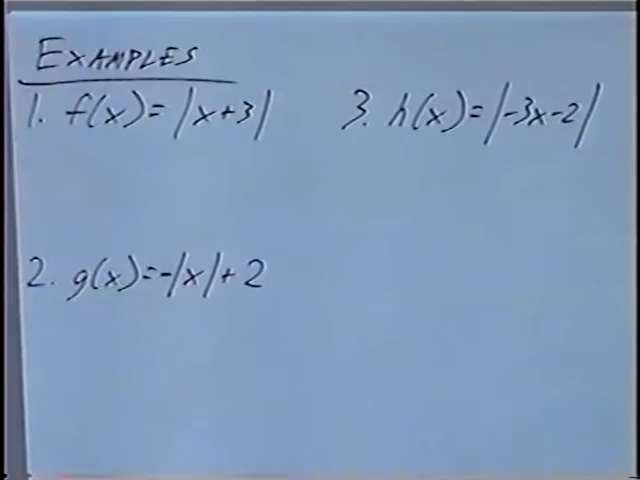 EXAMPLES
1. f(x)=|x+3|
2. g(x)=-|x|+2
3. h(x)=|-3x-2|